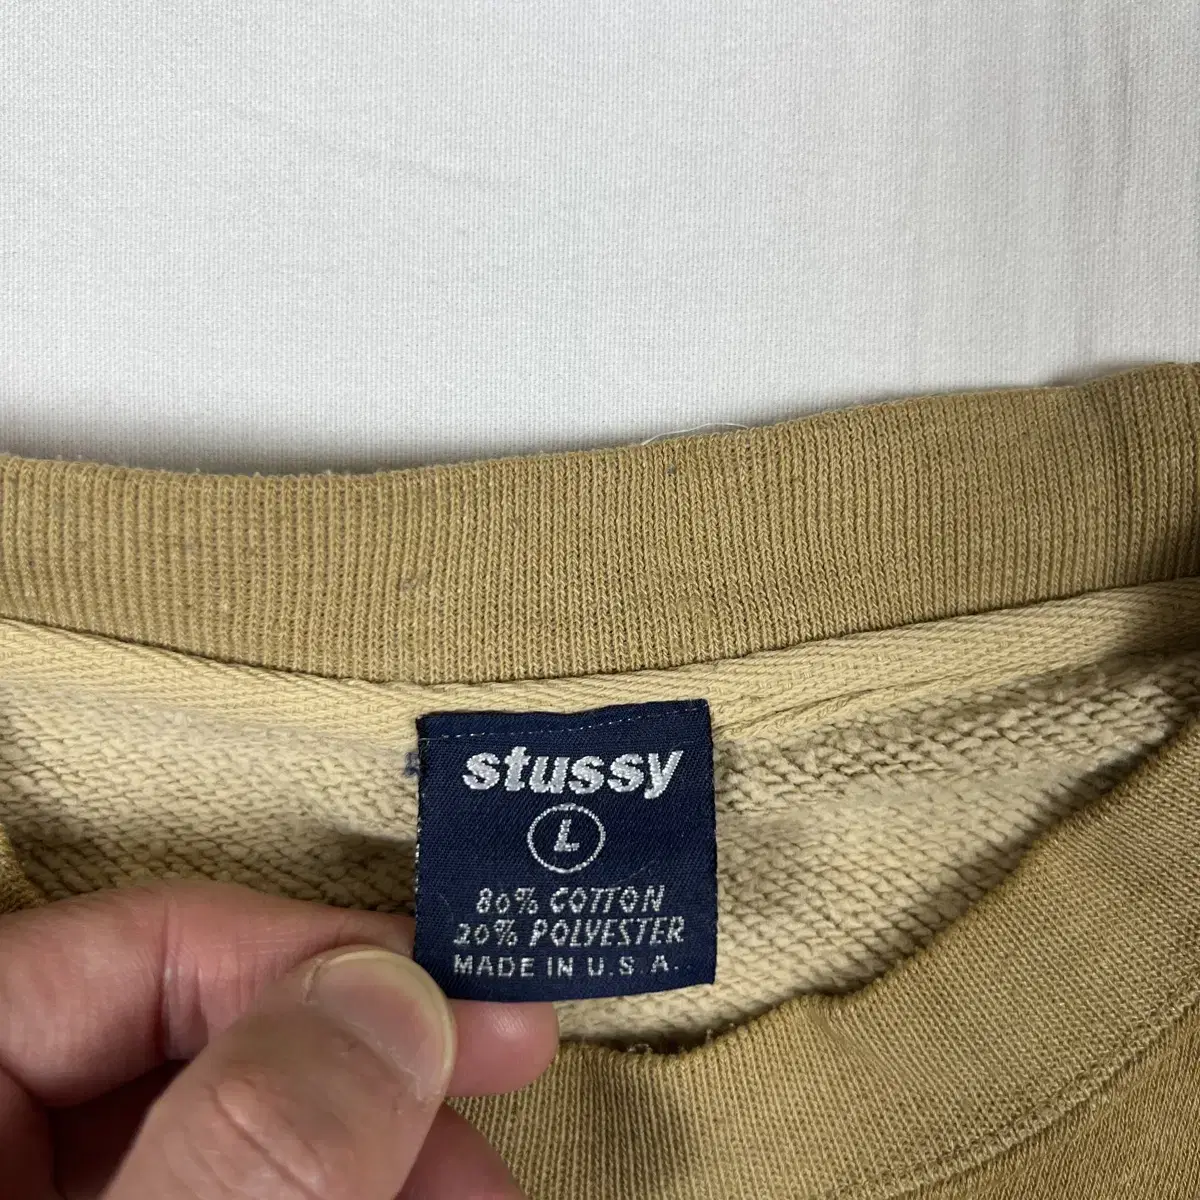 stussy
L
80% COTTON
20% POLYESTER
MADE IN U.S.A.